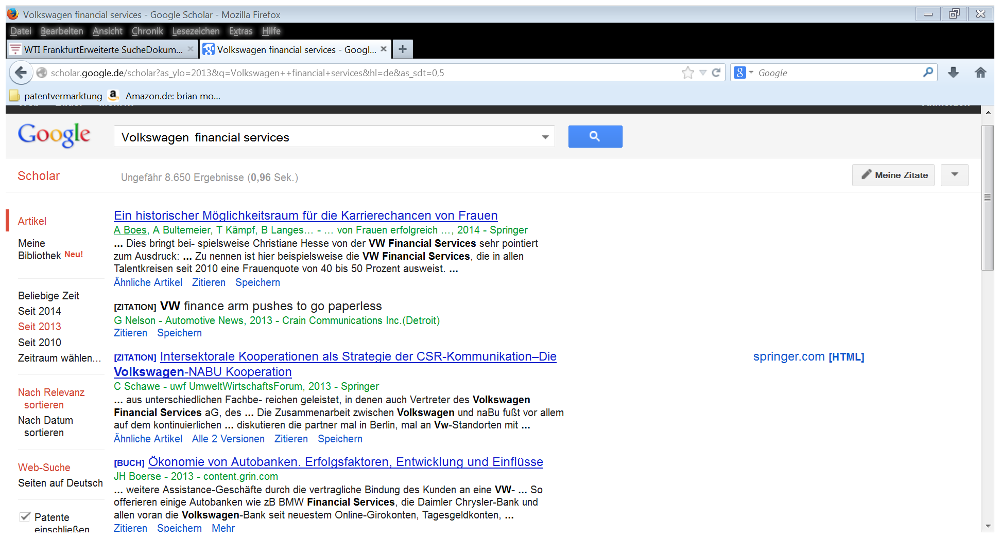 Volkswagen financial services - Google Scholar - Mozilla Firefox
Datei Bearbeiten Ansicht Chronik Lesezeichen Extras Hilfe
WTI FrankfurtErweiterte SucheDokum... × Volkswagen financial services - Googl... × +
scholar.google.de/scholar?as_ylo=2013&q=Volkswagen++financial+services&hl=de&as_sdt=0,5
Google
patentvermarktung Amazon.de: brian mo...
Google
Volkswagen financial services
Scholar
Ungefähr 8.650 Ergebnisse (0,96 Sek.)
Meine Zitate
Artikel
Meine
Bibliothek Neu!
Beliebige Zeit
Seit 2014
Seit 2013
Seit 2010
Zeitraum wählen...
Nach Relevanz
sortieren
Nach Datum
sortieren
Web-Suche
Seiten auf Deutsch
Patente
einschließen
Ein historischer Möglichkeitsraum für die Karrierechancen von Frauen
A Boes, A Bultemeier, T Kämpf, B Langes… - … von Frauen erfolgreich …, 2014 - Springer
... Dies bringt bei- spielsweise Christiane Hesse von der VW Financial Services sehr pointiert
zum Ausdruck: ... Zu nennen ist hier beispielsweise die VW Financial Services, die in allen
Talentkreisen seit 2010 eine Frauenquote von 40 bis 50 Prozent ausweist. ...
Ähnliche Artikel Zitieren Speichern
[ZITATION] VW finance arm pushes to go paperless
G Nelson - Automotive News, 2013 - Crain Communications Inc.(Detroit)
Zitieren Speichern
[ZITATION] Intersektorale Kooperationen als Strategie der CSR-Kommunikation–Die
Volkswagen-NABU Kooperation
C Schawe - uwf UmweltWirtschaftsForum, 2013 - Springer
... aus unterschiedlichen Fachbe- reichen geleistet, in denen auch Vertreter des Volkswagen
Financial Services aG, des ... Die Zusammenarbeit zwischen Volkswagen und naBu fußt vor allem
auf dem kontinuierlichen ... diskutieren die partner mal in Berlin, mal an Vw-Standorten mit ...
Ähnliche Artikel Alle 2 Versionen Zitieren Speichern
springer.com [HTML]
[BUCH] Ökonomie von Autobanken. Erfolgsfaktoren, Entwicklung und Einflüsse
JH Boerse - 2013 - content.grin.com
... weitere Assistance-Geschäfte durch die vertragliche Bindung des Kunden an eine VW- ... So
offerieren einige Autobanken wie zB BMW Financial Services, die Daimler Chrysler-Bank und
allen voran die Volkswagen-Bank seit neuestem Online-Girokonten, Tagesgeldkonten, ...
Zitieren Speichern Mehr